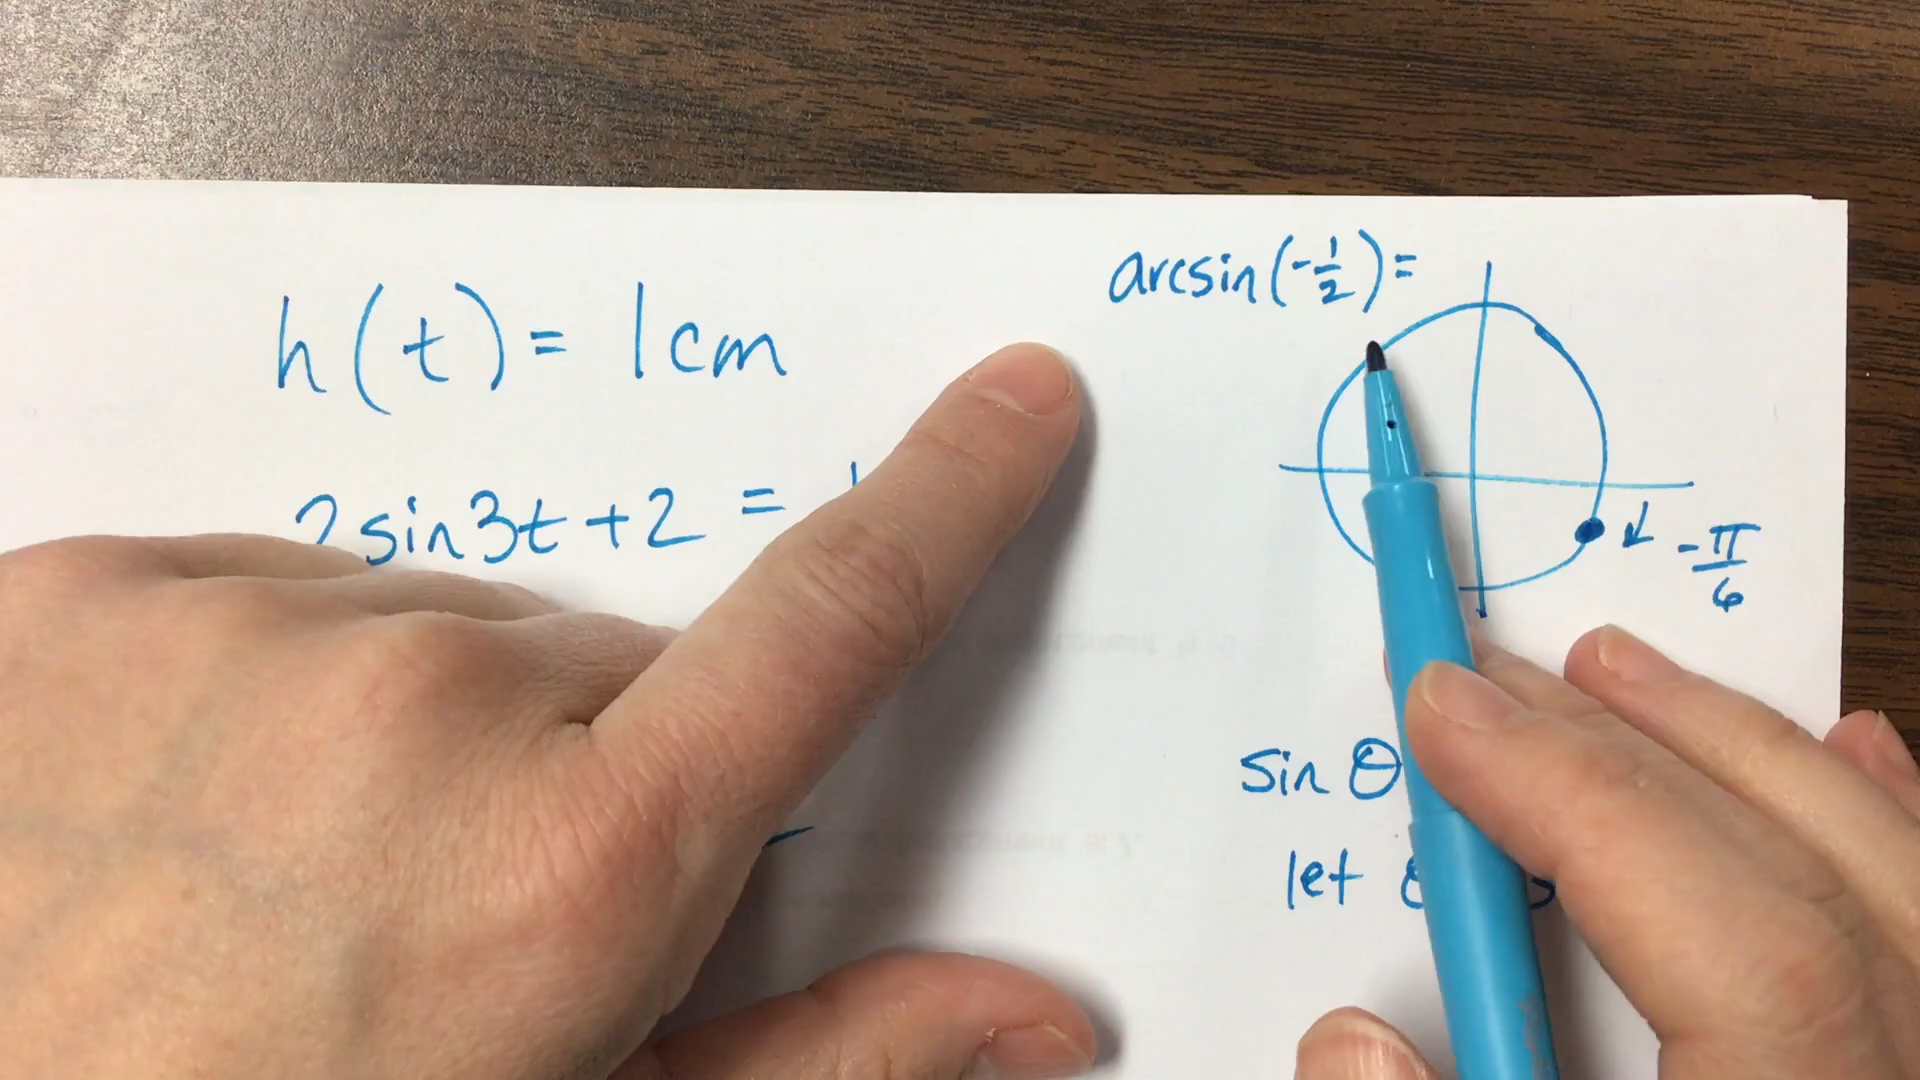 h(t) = 1cm
2sin3t+2 =
arcsin(-1/2)=
-π/6
sin θ
let